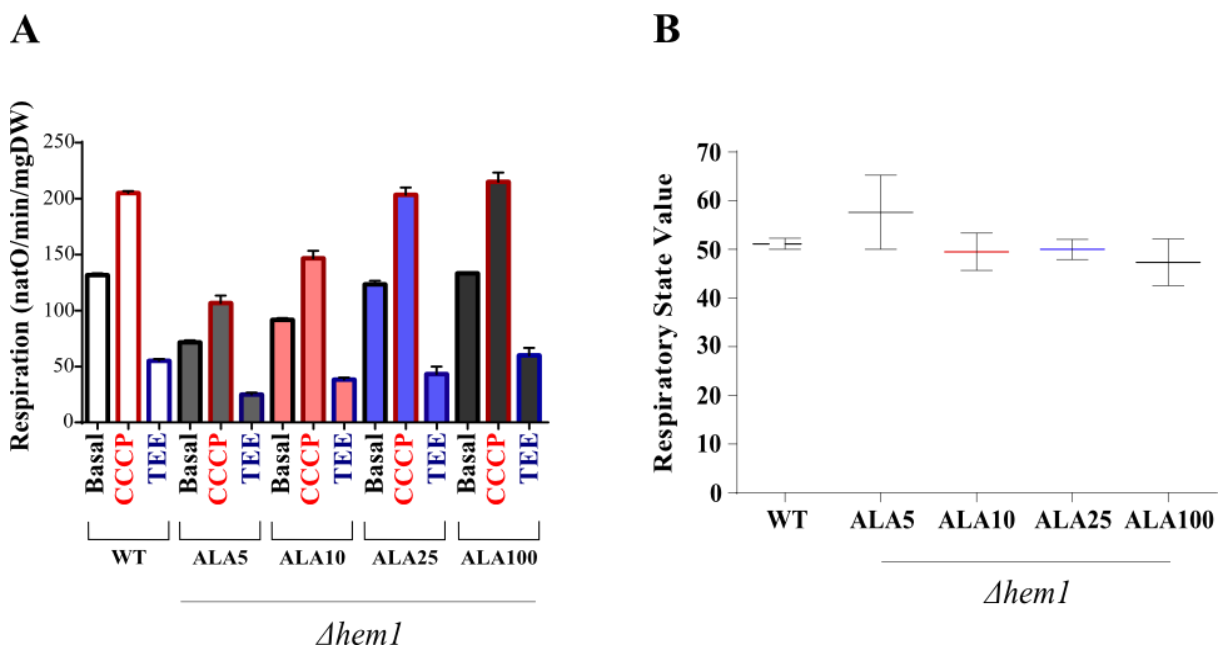 A
Respiration (natO/min/mgDW)
250
200
150
100
50
0
Basal
CCCP
TEE
Basal
CCCP
TEE
Basal
CCCP
TEE
Basal
CCCP
TEE
Basal
CCCP
TEE
WT
ALA5
ALA10
ALA25
ALA100
Δhem1
B
Respiratory State Value
70
60
50
40
30
20
10
0
WT
ALA5
ALA10
ALA25
ALA100
Δhem1